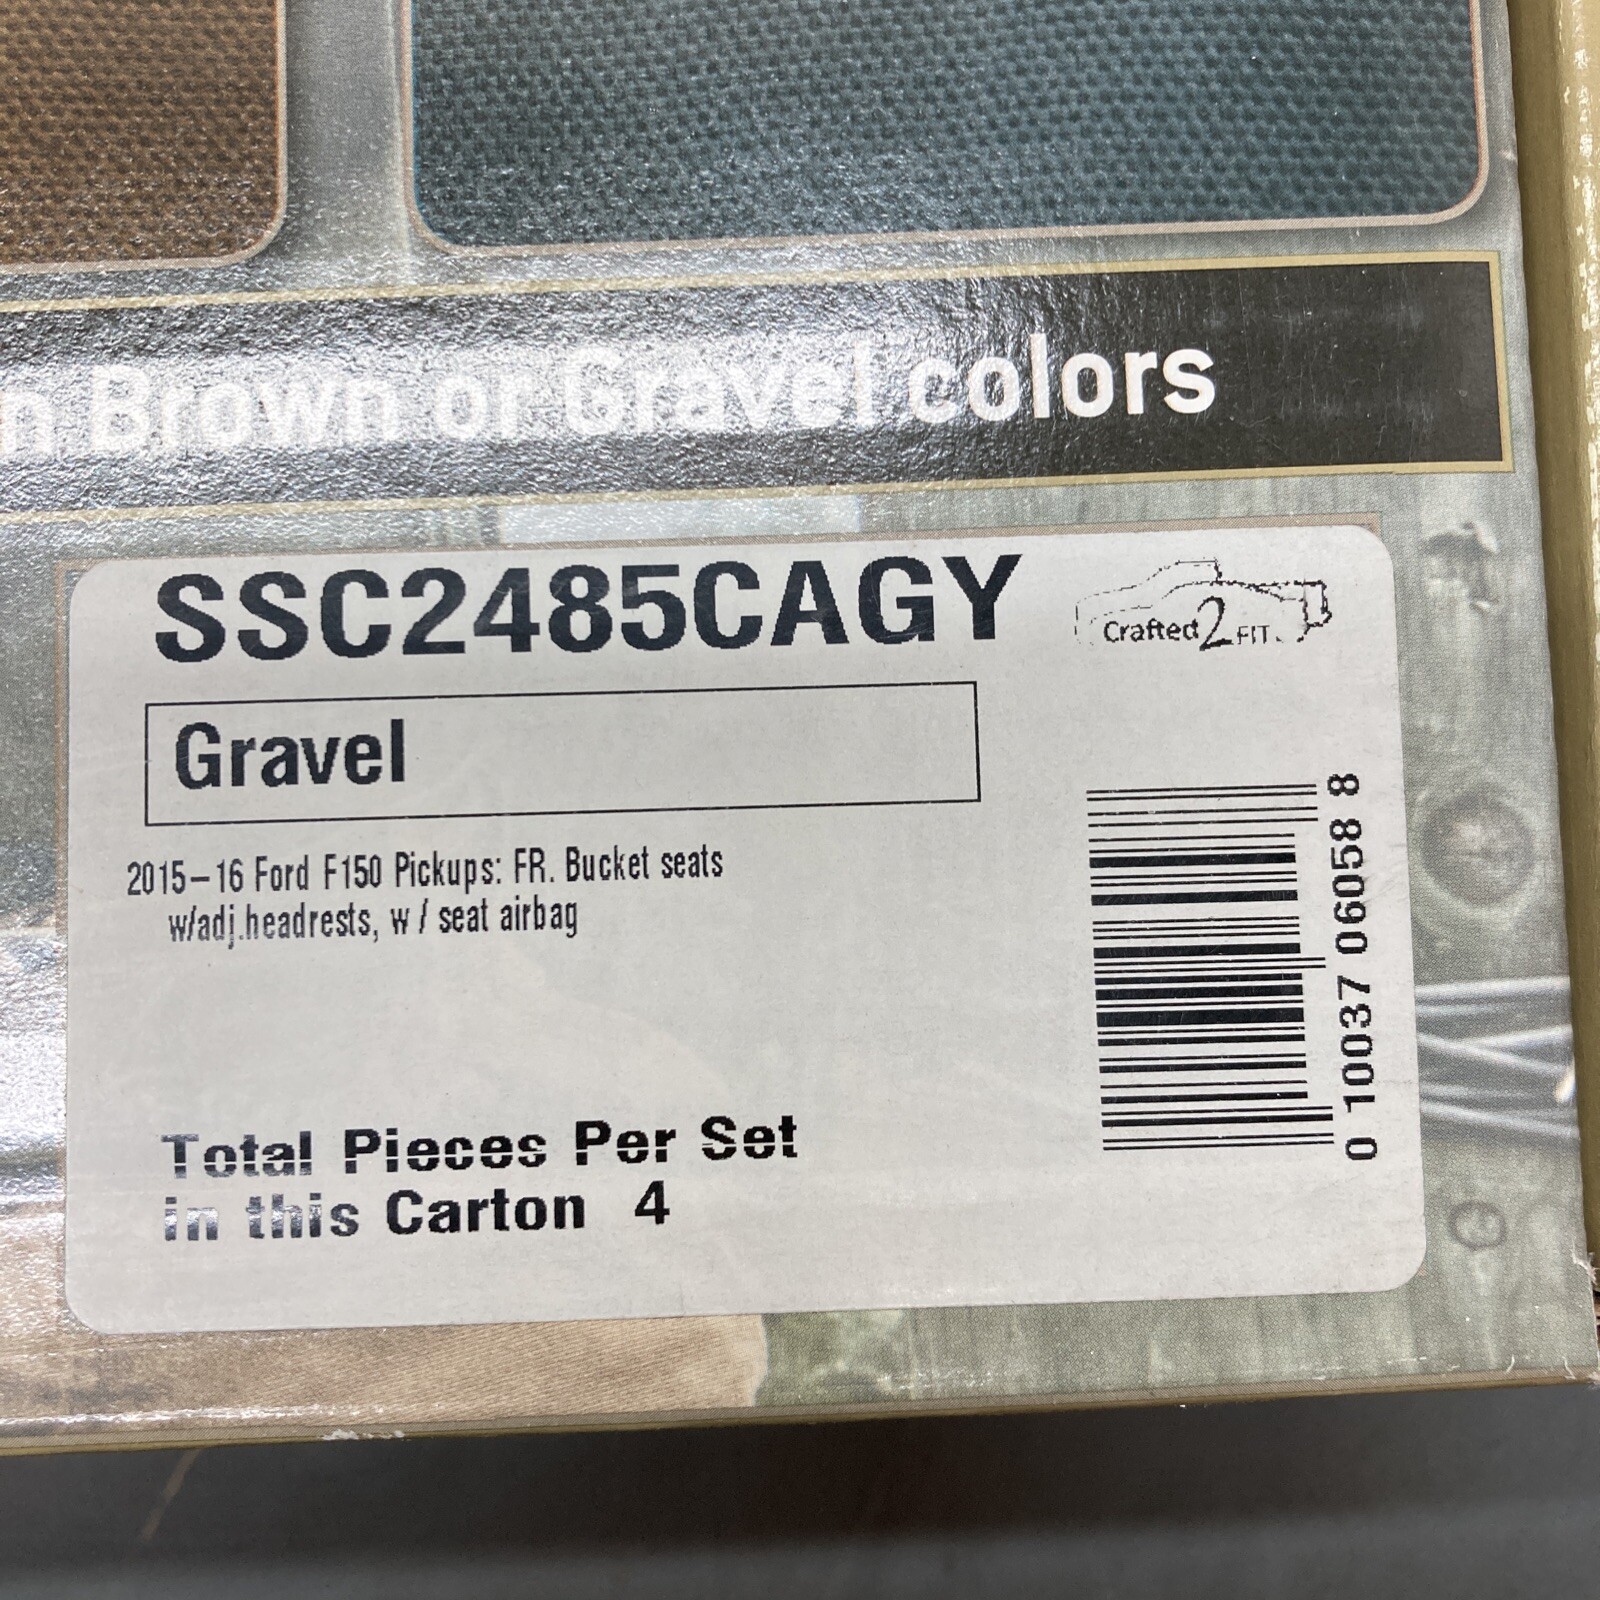 n Brown or Gravel colors
SSC2485CAGY
Crafted 2 FIT.
Gravel
2015-16 Ford F150 Pickups: FR. Bucket seats
w/adj.headrests, w / seat airbag
Total Pieces Per Set
in this Carton 4
0 10037 06058 8